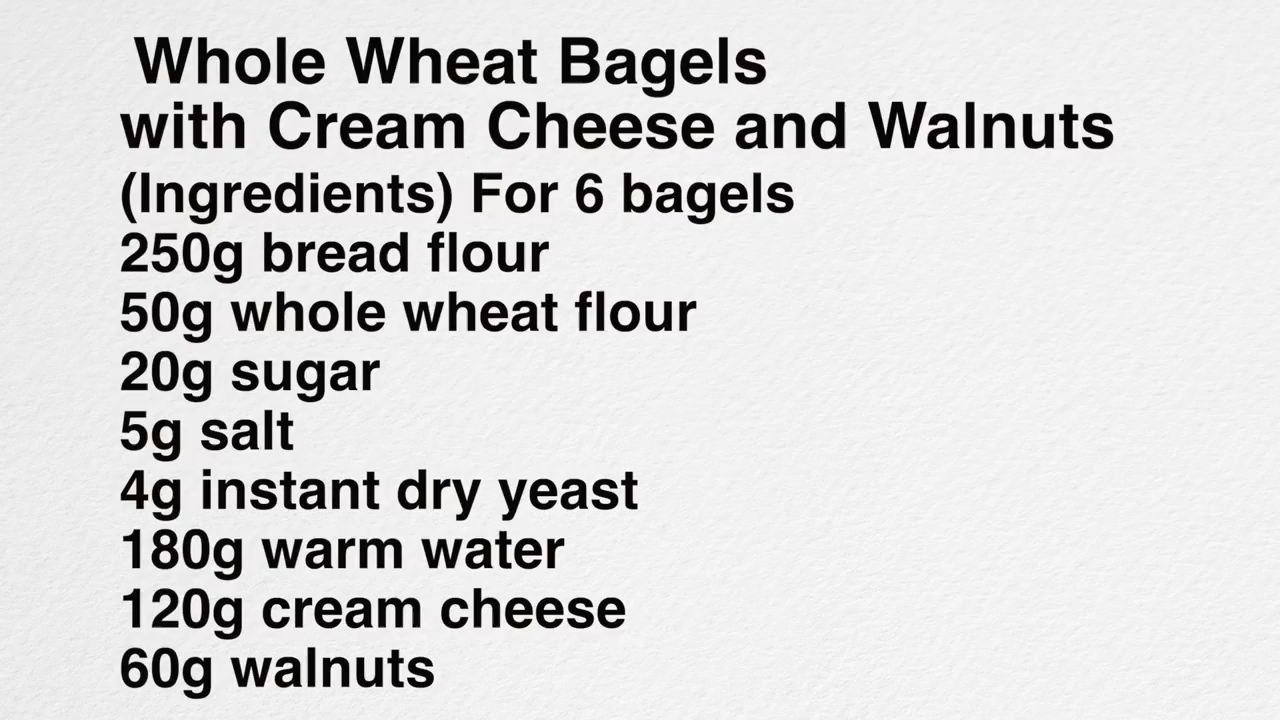 Whole Wheat Bagels
with Cream Cheese and Walnuts
(Ingredients) For 6 bagels
250g bread flour
50g whole wheat flour
20g sugar
5g salt
4g instant dry yeast
180g warm water
120g cream cheese
60g walnuts